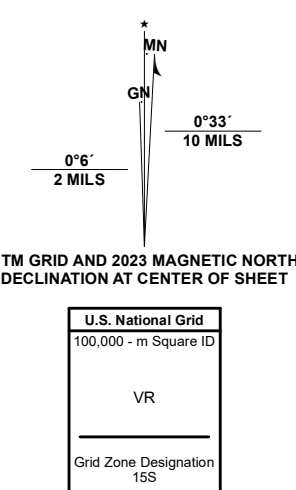 ★
MN
GN
0°33´
10 MILS
0°6´
2 MILS
TM GRID AND 2023 MAGNETIC NORTH
DECLINATION AT CENTER OF SHEET
U.S. National Grid
100,000 - m Square ID
VR
Grid Zone Designation
15S